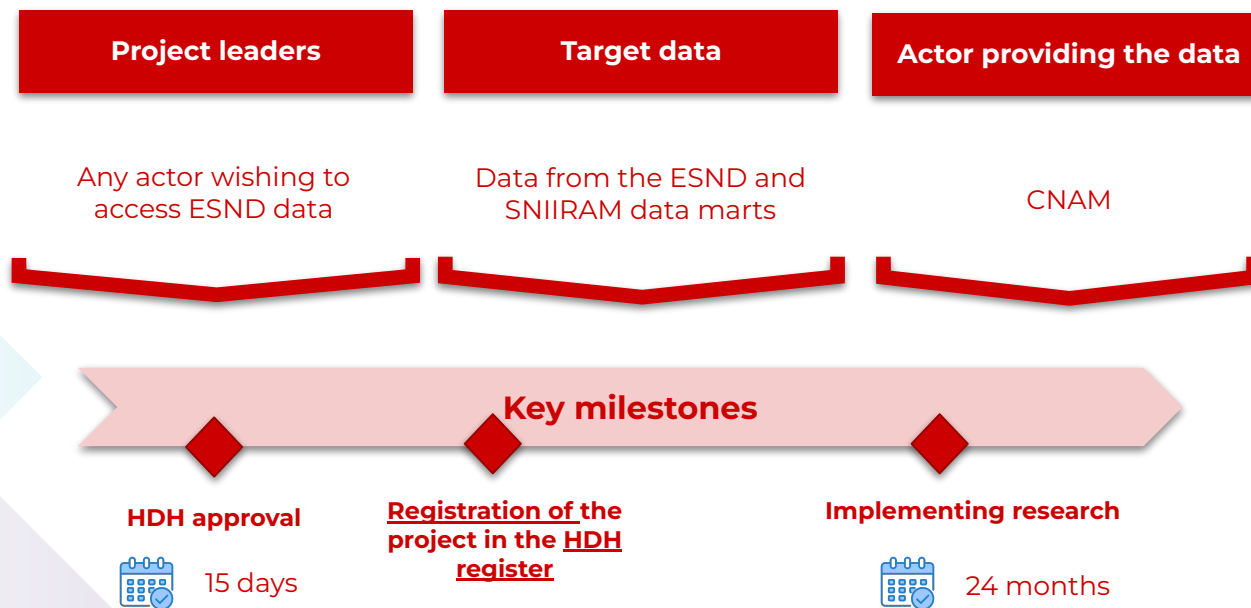 Project leaders
Target data
Actor providing the data
Any actor wishing to
access ESND data
Data from the ESND and
SNIIRAM data marts
CNAM
Key milestones
HDH approval
15 days
Registration of the
project in the HDH
register
Implementing research
24 months